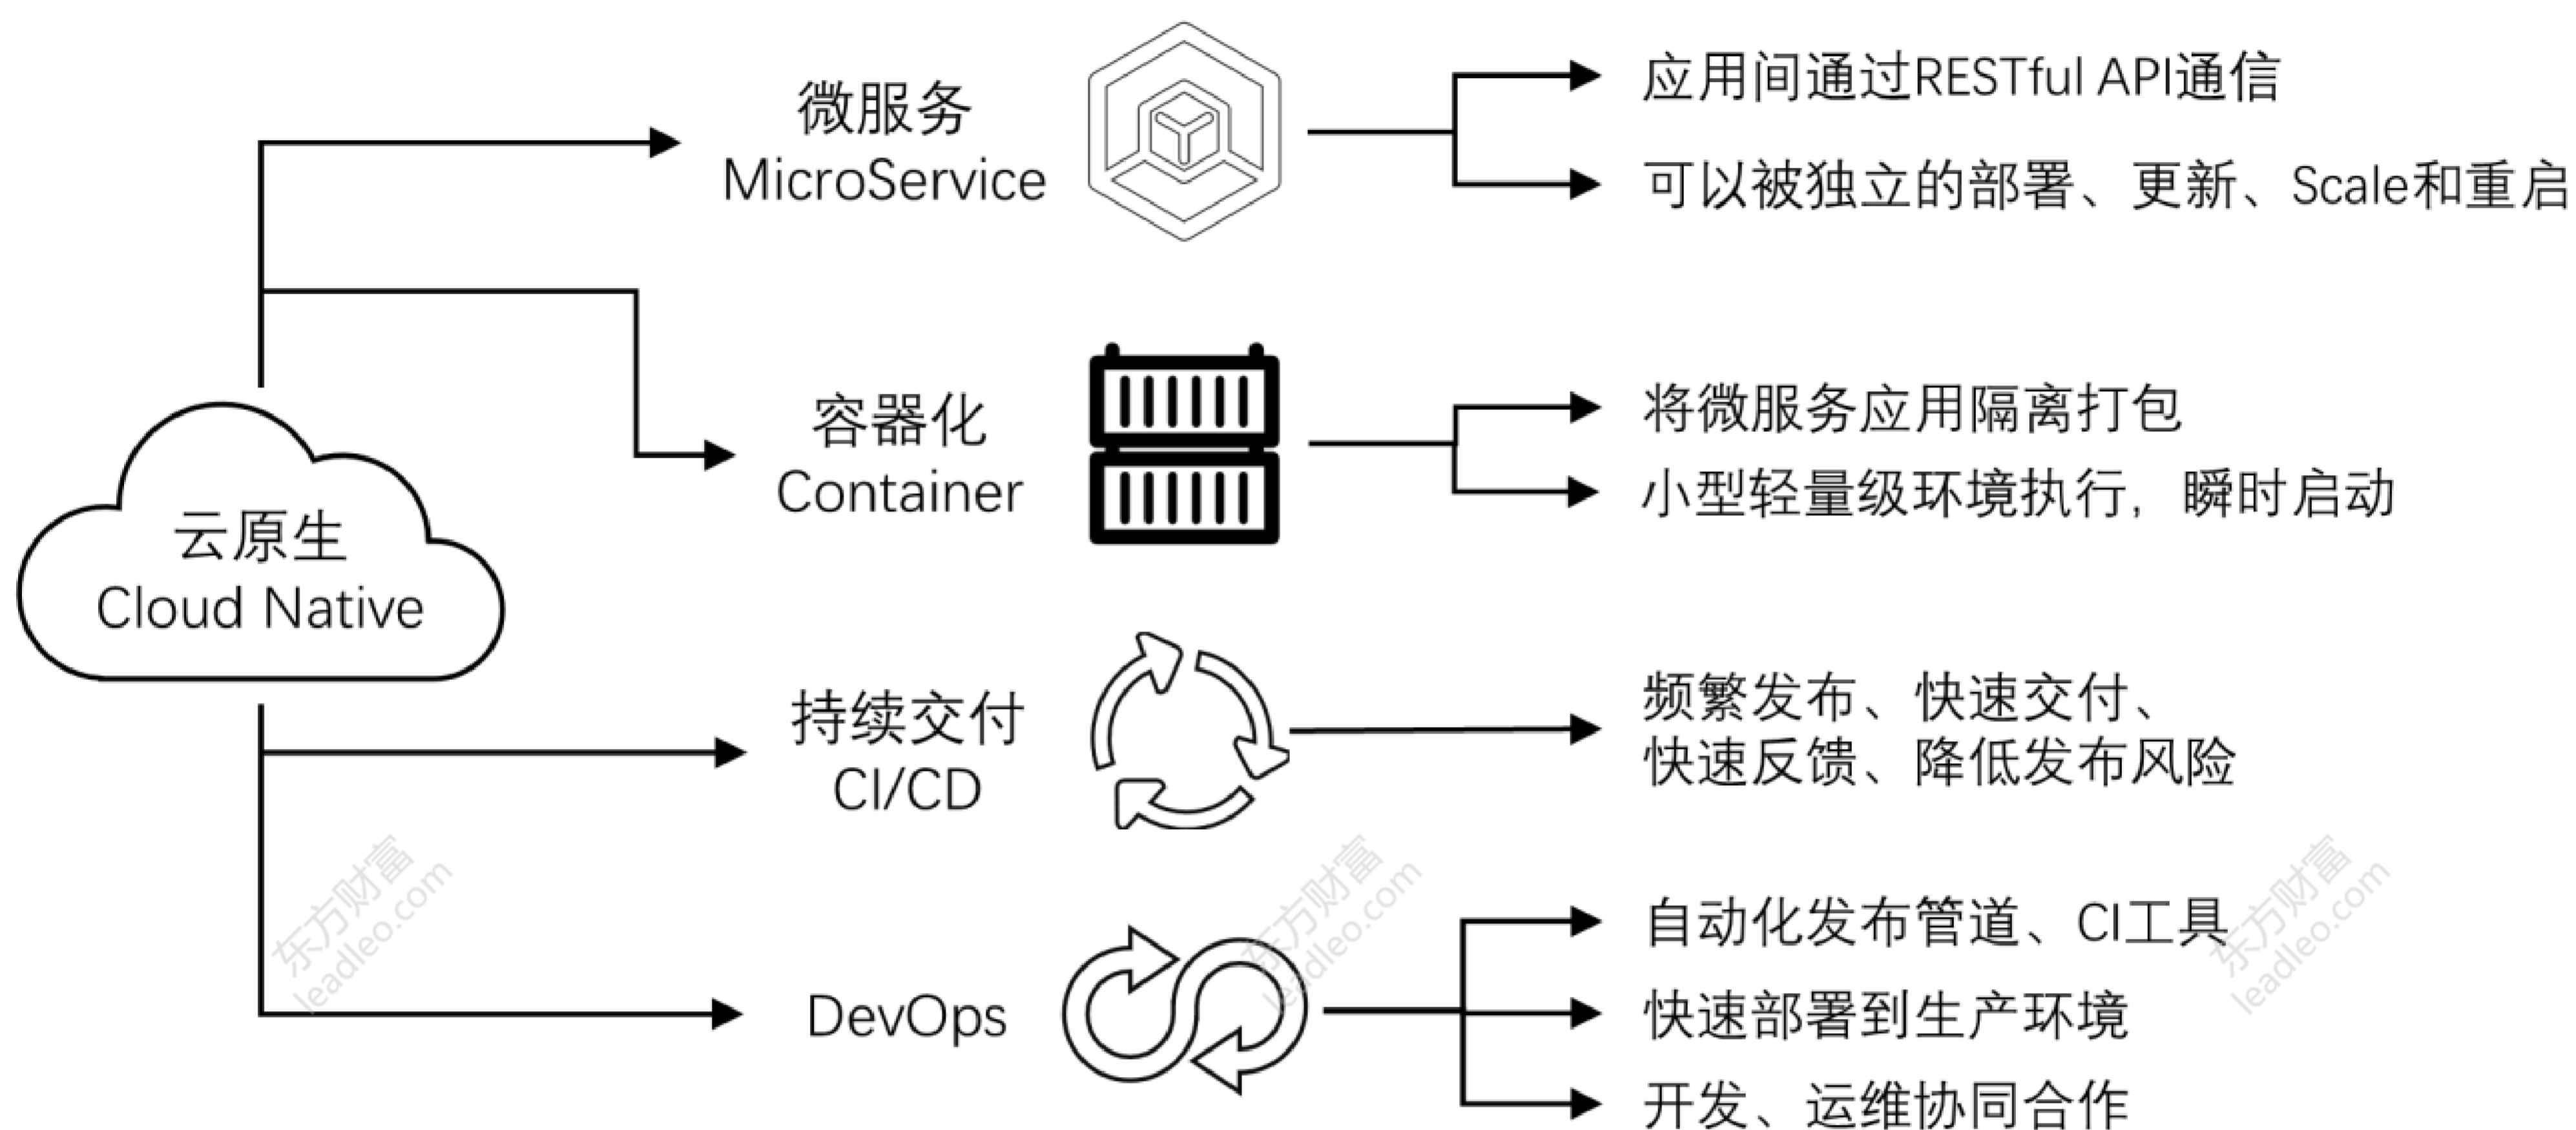 微服务
MicroService
应用间通过RESTful API通信
可以被独立的部署、更新、Scale和重启
容器化
Container
将微服务应用隔离打包
小型轻量级环境执行，瞬时启动
云原生
Cloud Native
持续交付
CI/CD
频繁发布、快速交付、
快速反馈、降低发布风险
DevOps
自动化发布管道、CI工具
快速部署到生产环境
开发、运维协同合作
东方财富
leadleo.com
东方财富
leadleo.com
东方财富
leadleo.com